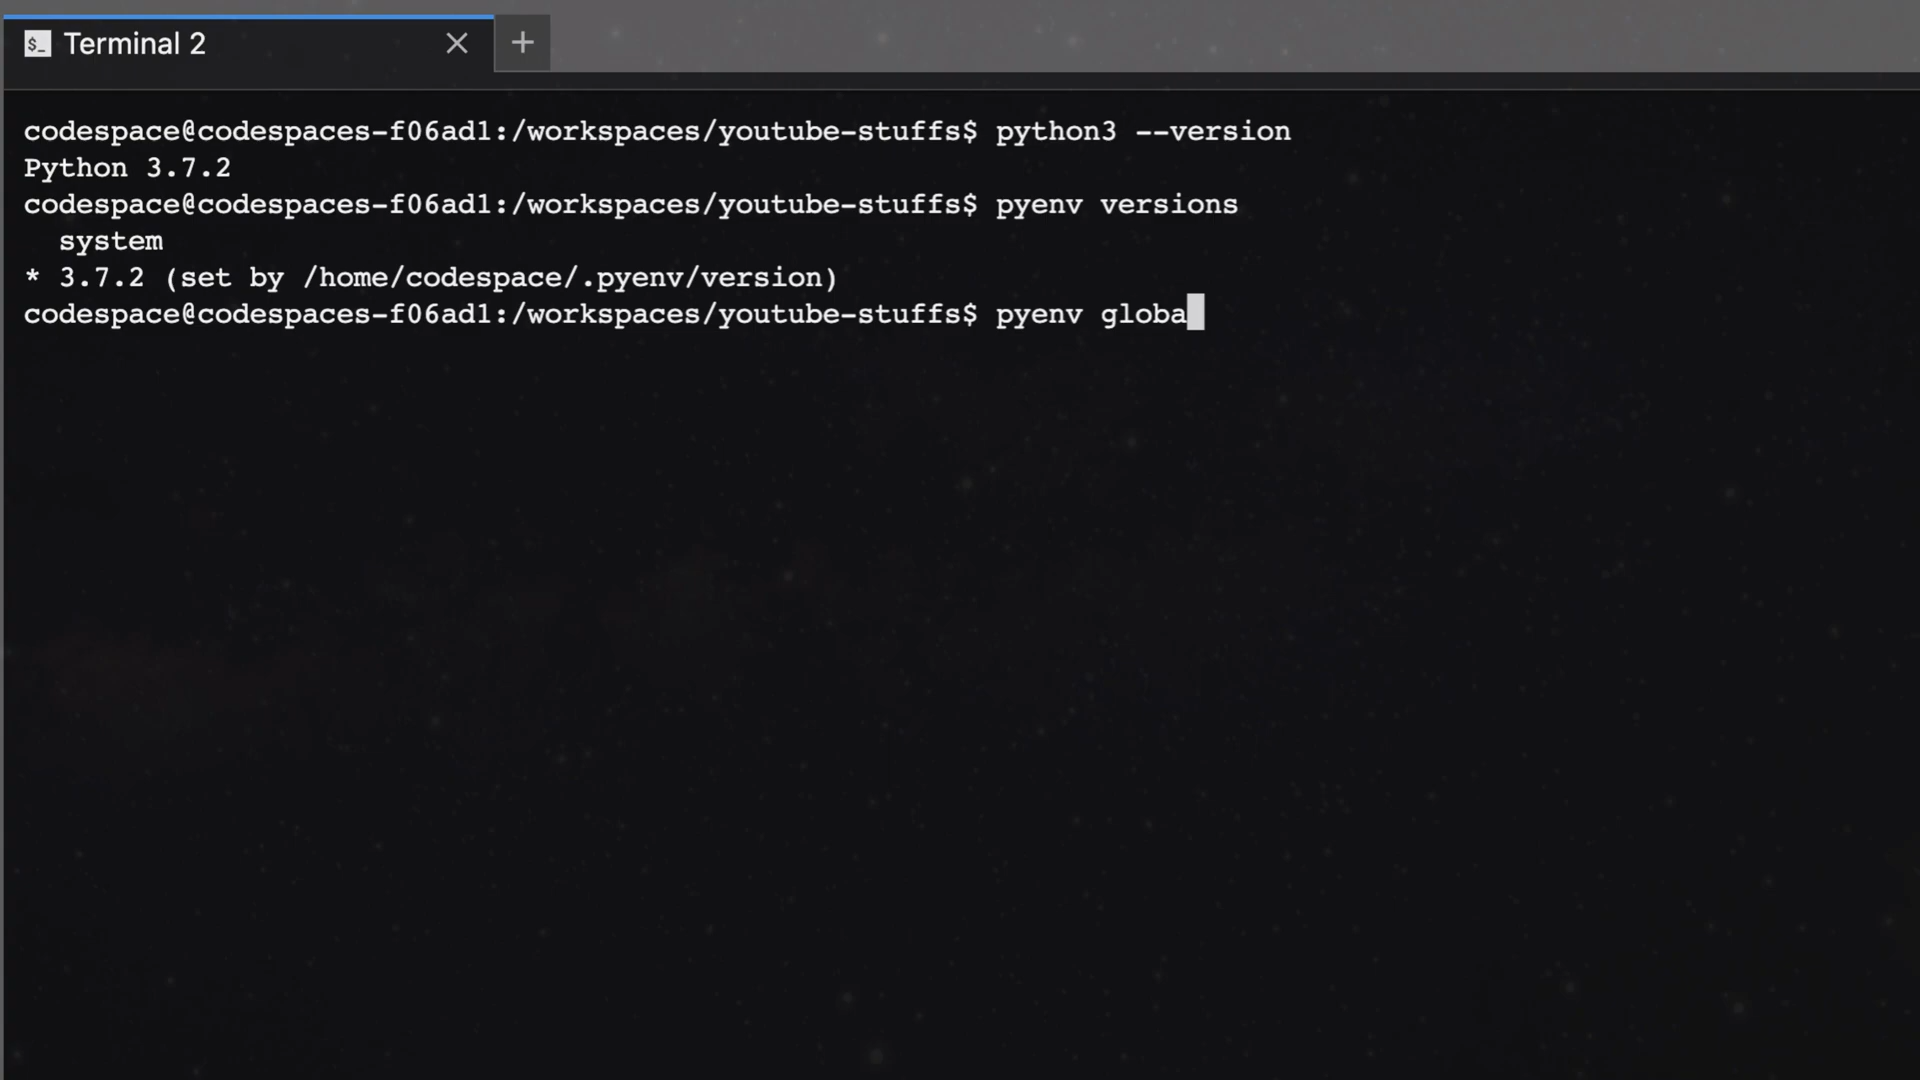 $_ Terminal 2
codespace@codespaces-f06ad1:/workspaces/youtube-stuffs$ python3 --version
Python 3.7.2
codespace@codespaces-f06ad1:/workspaces/youtube-stuffs$ pyenv versions
  system
* 3.7.2 (set by /home/codespace/.pyenv/version)
codespace@codespaces-f06ad1:/workspaces/youtube-stuffs$ pyenv globa